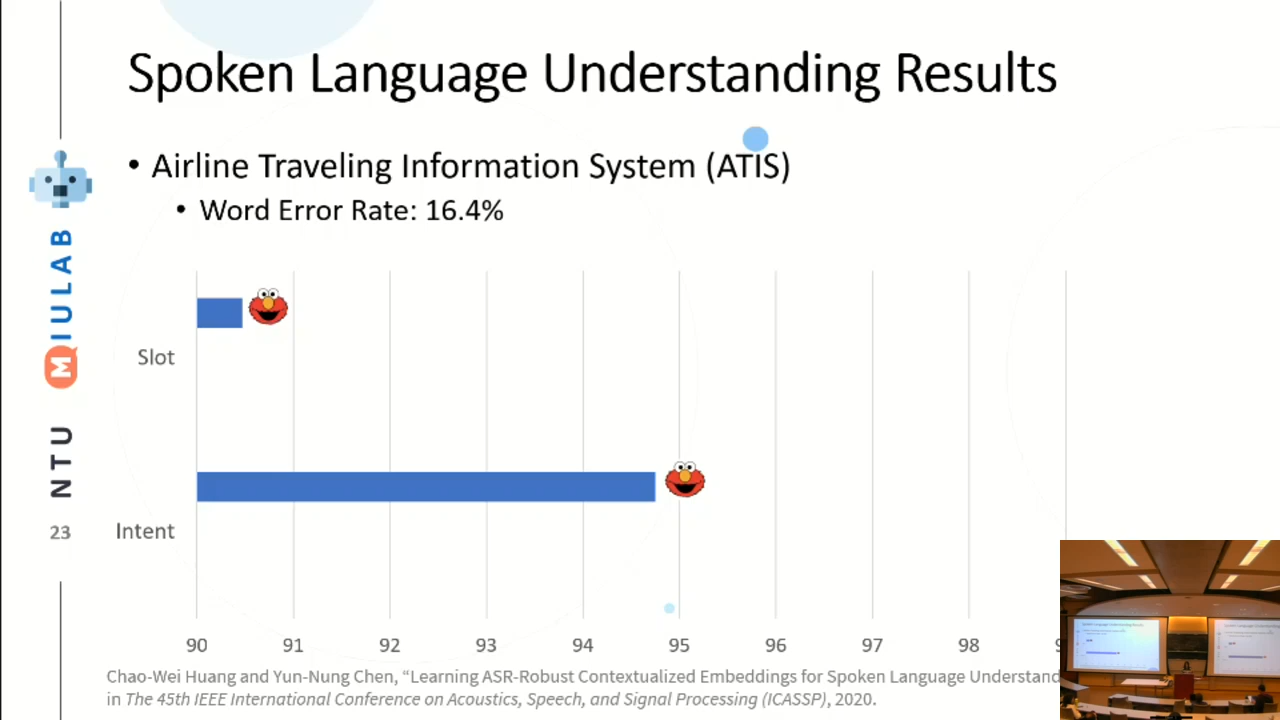 Spoken Language Understanding Results
• Airline Traveling Information System (ATIS)
• Word Error Rate: 16.4%
NTU MIULAB
23
Slot
Intent
90 91 92 93 94 95 96 97 98
Chao-Wei Huang and Yun-Nung Chen, “Learning ASR-Robust Contextualized Embeddings for Spoken Language Understand
in The 45th IEEE International Conference on Acoustics, Speech, and Signal Processing (ICASSP), 2020.